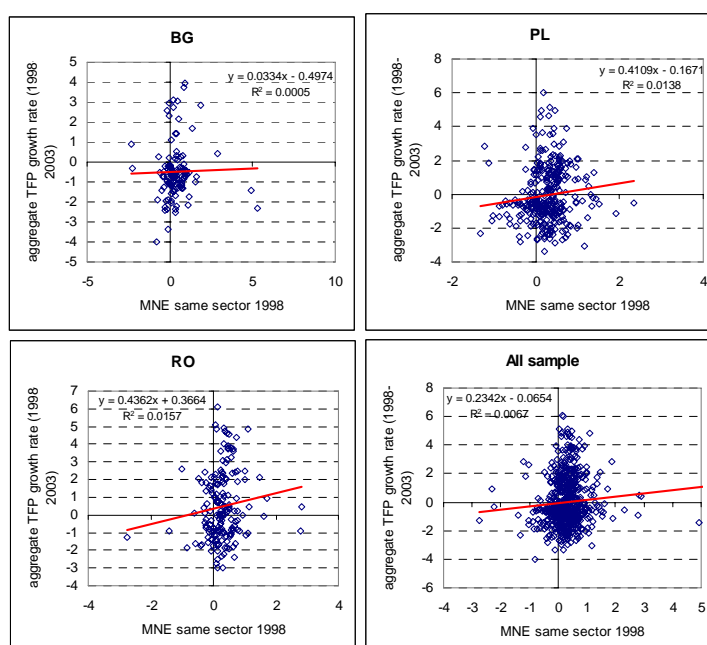 BG
y = 0.0334x - 0.4974
R² = 0.0005
aggregate TFP growth rate (1998-
2003)
5
4
3
2
1
0
-1
-2
-3
-4
-5
-5 0 5 10
MNE same sector 1998
PL
y = 0.4109x - 0.1671
R² = 0.0138
aggregate TFP growth rate (1998-
2003)
8
6
4
2
0
-2
-4
-2 0 2 4
MNE same sector 1998
RO
y = 0.4362x + 0.3664
R² = 0.0157
aggregate TFP growth rate (1998
2003)
7
6
5
4
3
2
1
0
-1
-2
-3
-4
-4 -2 0 2 4
MNE same sector 1998
All sample
y = 0.2342x - 0.0654
R² = 0.0067
aggregate TFP growth rate (1998-
2003)
8
6
4
2
0
-2
-4
-6
-4 -3 -2 -1 0 1 2 3 4 5
MNE same sector 1998